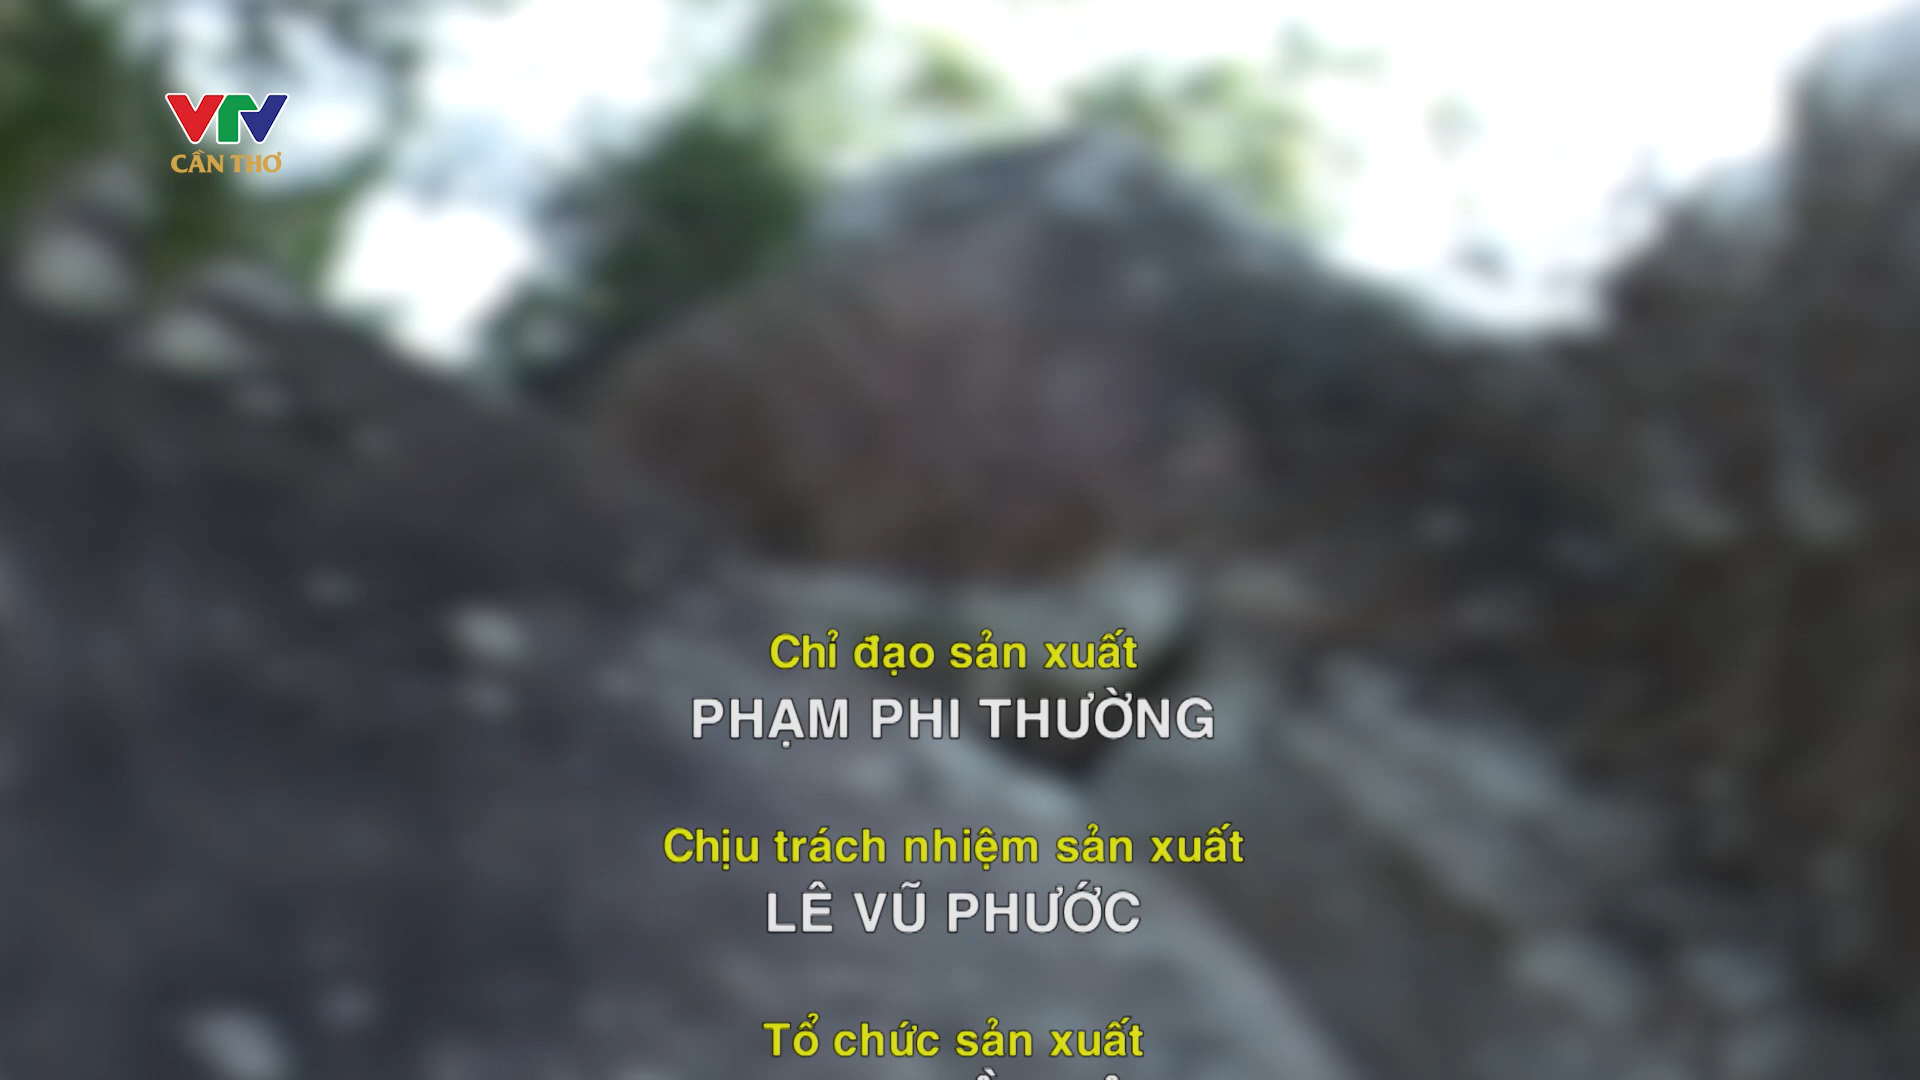 VTV
CẦN THƠ
Chỉ đạo sản xuất
PHẠM PHI THƯỜNG
Chịu trách nhiệm sản xuất
LÊ VŨ PHƯỚC
Tổ chức sản xuất